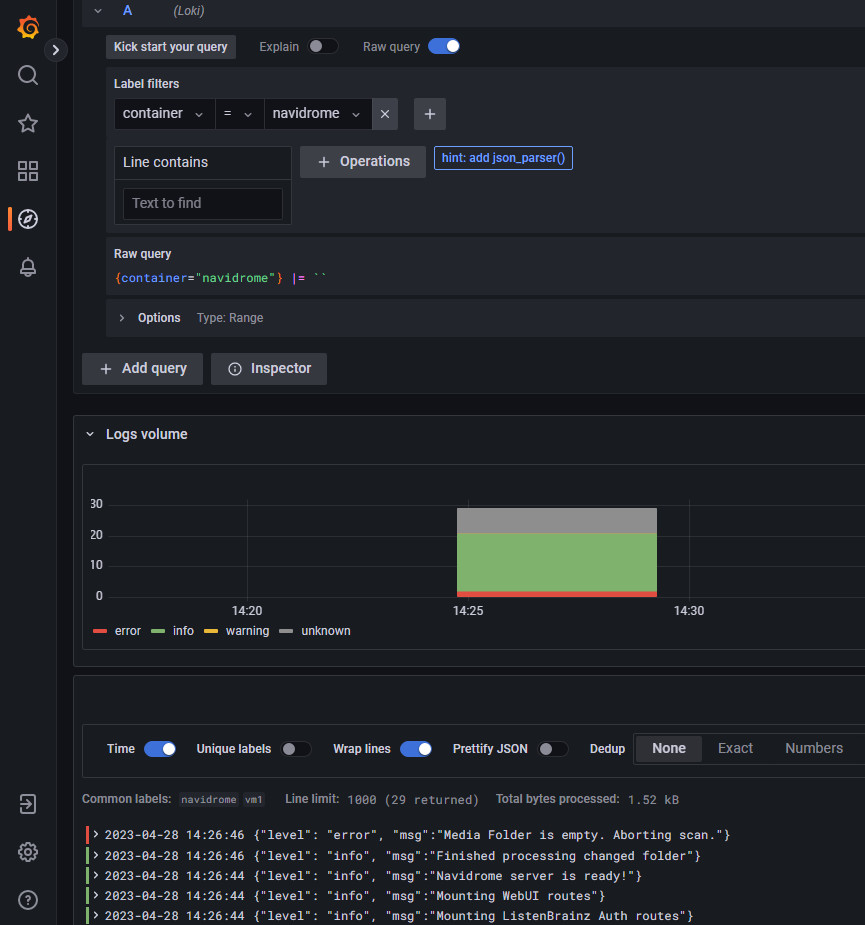 A (Loki)
Kick start your query Explain Raw query
Label filters
container = navidrome × +
Line contains + Operations hint: add json_parser()
Text to find
Raw query
{container="navidrome"} |= ``
Options Type: Range
+ Add query Inspector
Logs volume
30
20
10
0
14:20 14:25 14:30
error info warning unknown
Time Unique labels Wrap lines Prettify JSON Dedup None Exact Numbers
Common labels: navidrome vm1 Line limit: 1000 (29 returned) Total bytes processed: 1.52 kB
2023-04-28 14:26:46 {"level": "error", "msg":"Media Folder is empty. Aborting scan."}
2023-04-28 14:26:46 {"level": "info", "msg":"Finished processing changed folder"}
2023-04-28 14:26:44 {"level": "info", "msg":"Navidrome server is ready!"}
2023-04-28 14:26:44 {"level": "info", "msg":"Mounting WebUI routes"}
2023-04-28 14:26:44 {"level": "info", "msg":"Mounting ListenBrainz Auth routes"}